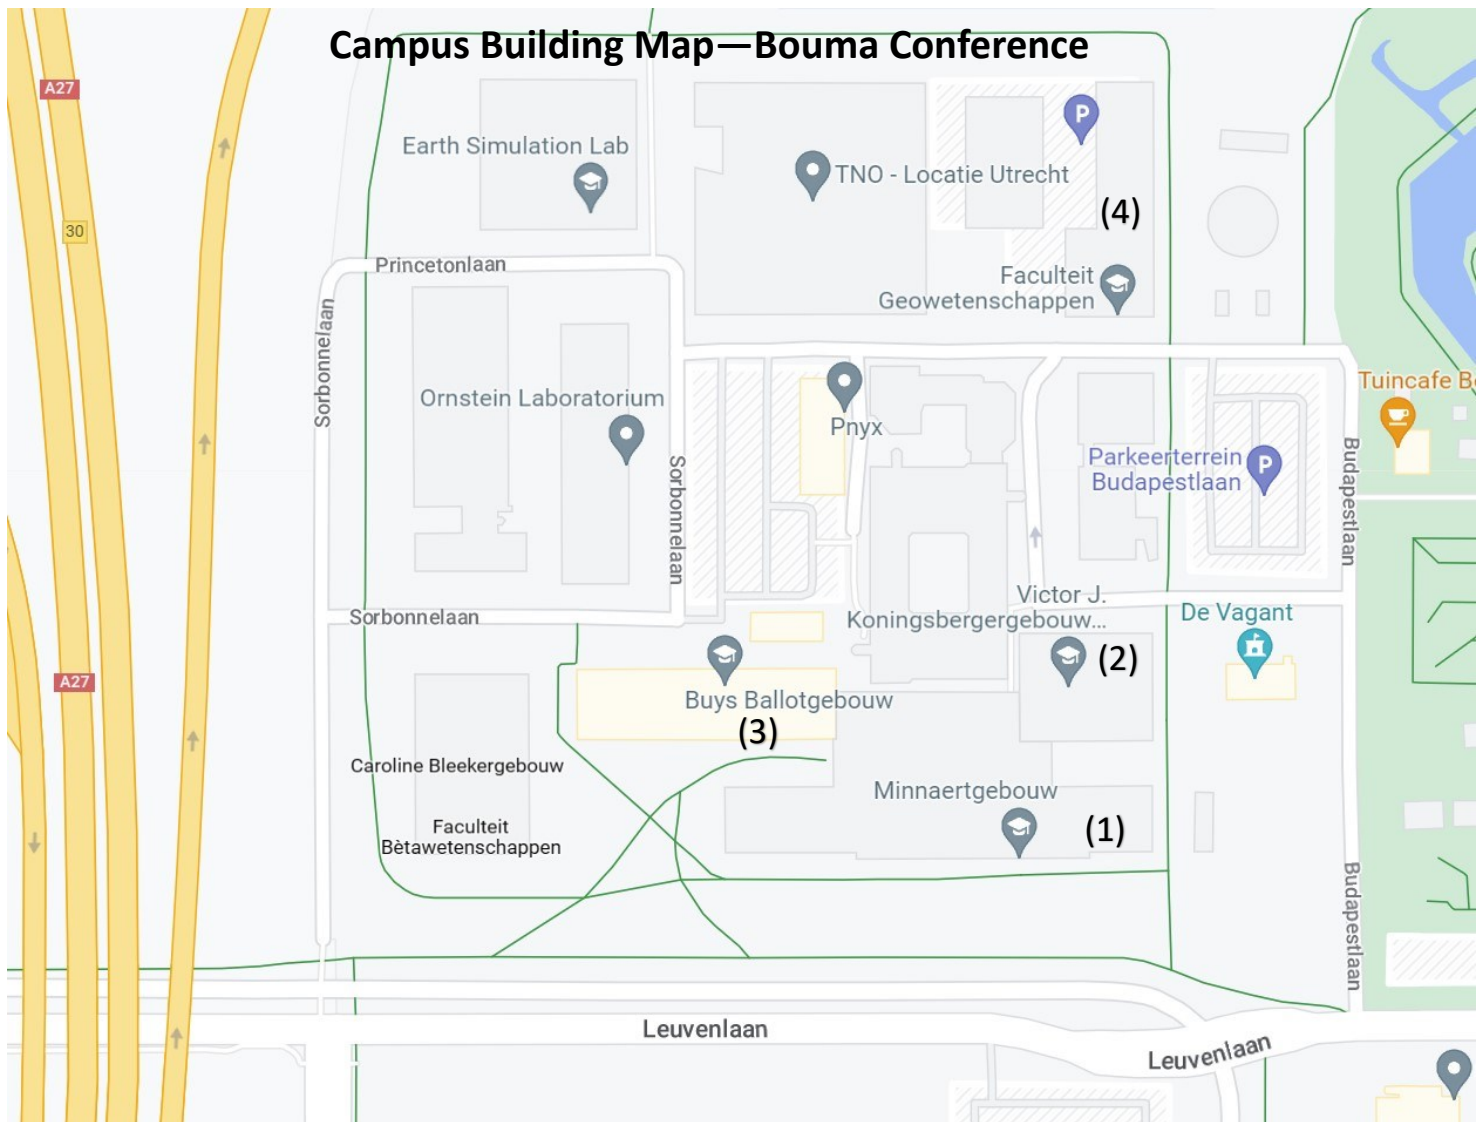 Campus Building Map—Bouma Conference
A27
Earth Simulation Lab
P
TNO - Locatie Utrecht
(4)
30
Princetonlaan
Faculteit
Geowetenschappen
Sorbonnelaan
Ornstein Laboratorium
Pnyx
Tuincafe B
Parkeerterrein
Budapestlaan
P
Budapestlaan
Sorbonnelaan
Sorbonnelaan
Victor J.
Koningsbergergebouw...
De Vagant
(2)
A27
Buys Ballotgebouw
(3)
Caroline Bleekergebouw
Minnaertgebouw
(1)
Faculteit
Bètawetenschappen
Budapestlaan
Leuvenlaan
Leuvenlaan